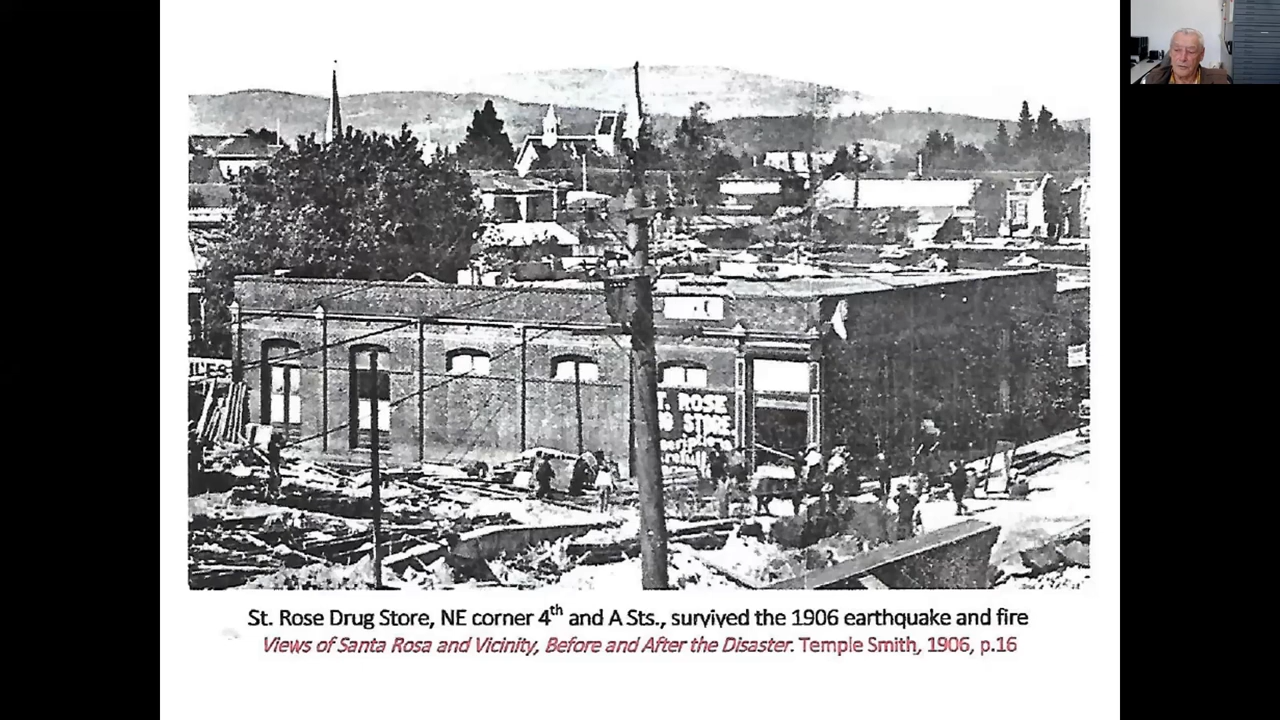 ILES
T. ROSE
G STORE
St. Rose Drug Store, NE corner 4th and A Sts., survived the 1906 earthquake and fire
Views of Santa Rosa and Vicinity, Before and After the Disaster. Temple Smith, 1906, p.16